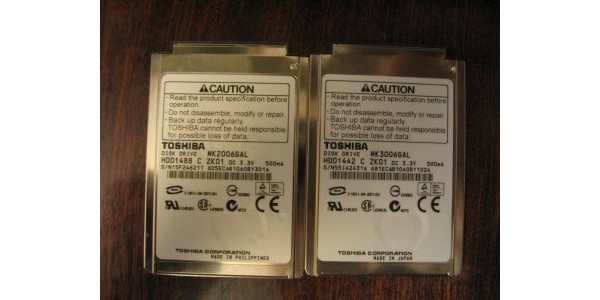 CAUTION
• Read the product specification before
operation.
• Do not disassemble, modify or repair.
• Back up data regularly.
TOSHIBA cannot be held responsible
for possible loss of data.
TOSHIBA
DISK DRIVE MK2006GAL
HDD1488 C ZK01 DC 3.3V 500mA
TOSHIBA CORPORATION
MADE IN PHILIPPINES
CAUTION
• Read the product specification before
operation.
• Do not disassemble, modify or repair.
• Back up data regularly.
TOSHIBA cannot be held responsible
for possible loss of data.
TOSHIBA
DISK DRIVE MK3006GAL
HDD1442 C ZK01 DC 3.3V 500mA
TOSHIBA CORPORATION
MADE IN JAPAN